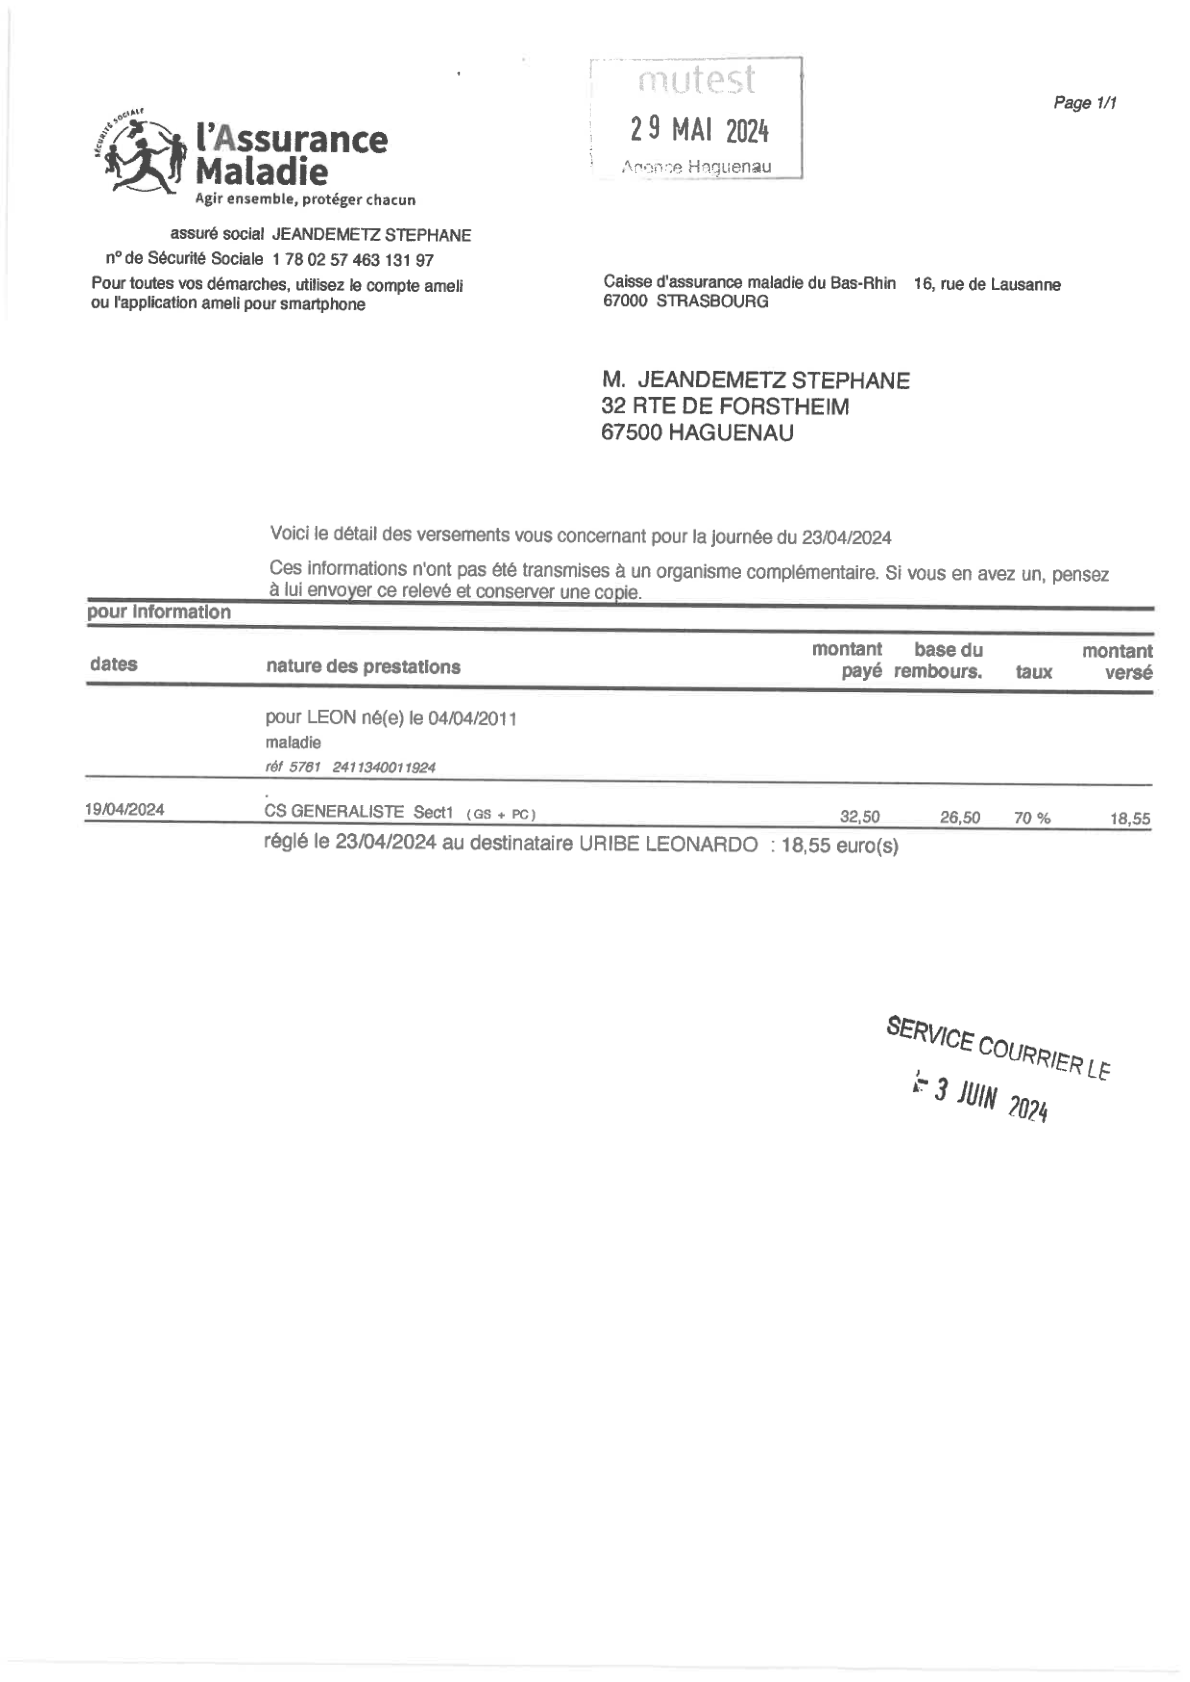 mutest
29 MAI 2024
Agence Haguenau
Page 1/1
SÉCURITÉ SOCIALE
l'Assurance
Maladie
Agir ensemble, protéger chacun
assuré social JEANDEMETZ STEPHANE
n° de Sécurité Sociale 1 78 02 57 463 131 97
Pour toutes vos démarches, utilisez le compte ameli
ou l'application ameli pour smartphone
Caisse d'assurance maladie du Bas-Rhin 16, rue de Lausanne
67000 STRASBOURG
M. JEANDEMETZ STEPHANE
32 RTE DE FORSTHEIM
67500 HAGUENAU
Voici le détail des versements vous concernant pour la journée du 23/04/2024
Ces informations n'ont pas été transmises à un organisme complémentaire. Si vous en avez un, pensez
à lui envoyer ce relevé et conserver une copie.
pour information
dates nature des prestations montant payé base du rembours. taux montant versé
pour LEON né(e) le 04/04/2011
maladie
réf 5761 2411340011924
19/04/2024 CS GENERALISTE Sect1 (GS + PC) 32,50 26,50 70 % 18,55
réglé le 23/04/2024 au destinataire URIBE LEONARDO : 18,55 euro(s)
SERVICE COURRIER LE
- 3 JUIN 2024